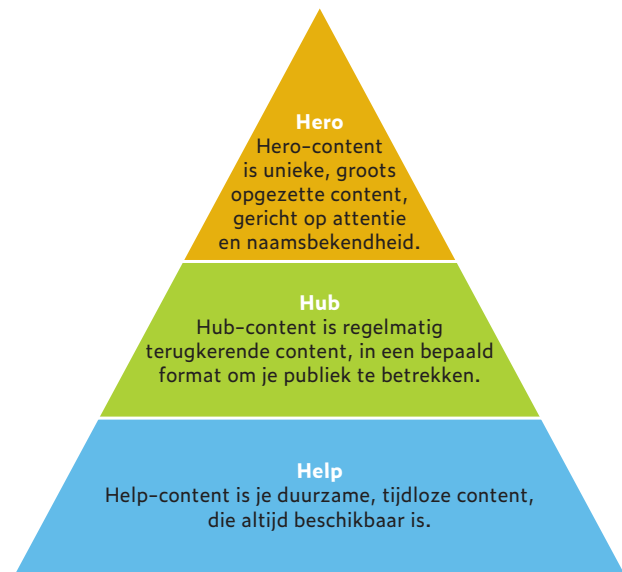 Hero
Hero-content
is unieke, groots
opgezette content,
gericht op attentie
en naamsbekendheid.
Hub
Hub-content is regelmatig
terugkerende content, in een bepaald
format om je publiek te betrekken.
Help
Help-content is je duurzame, tijdloze content,
die altijd beschikbaar is.